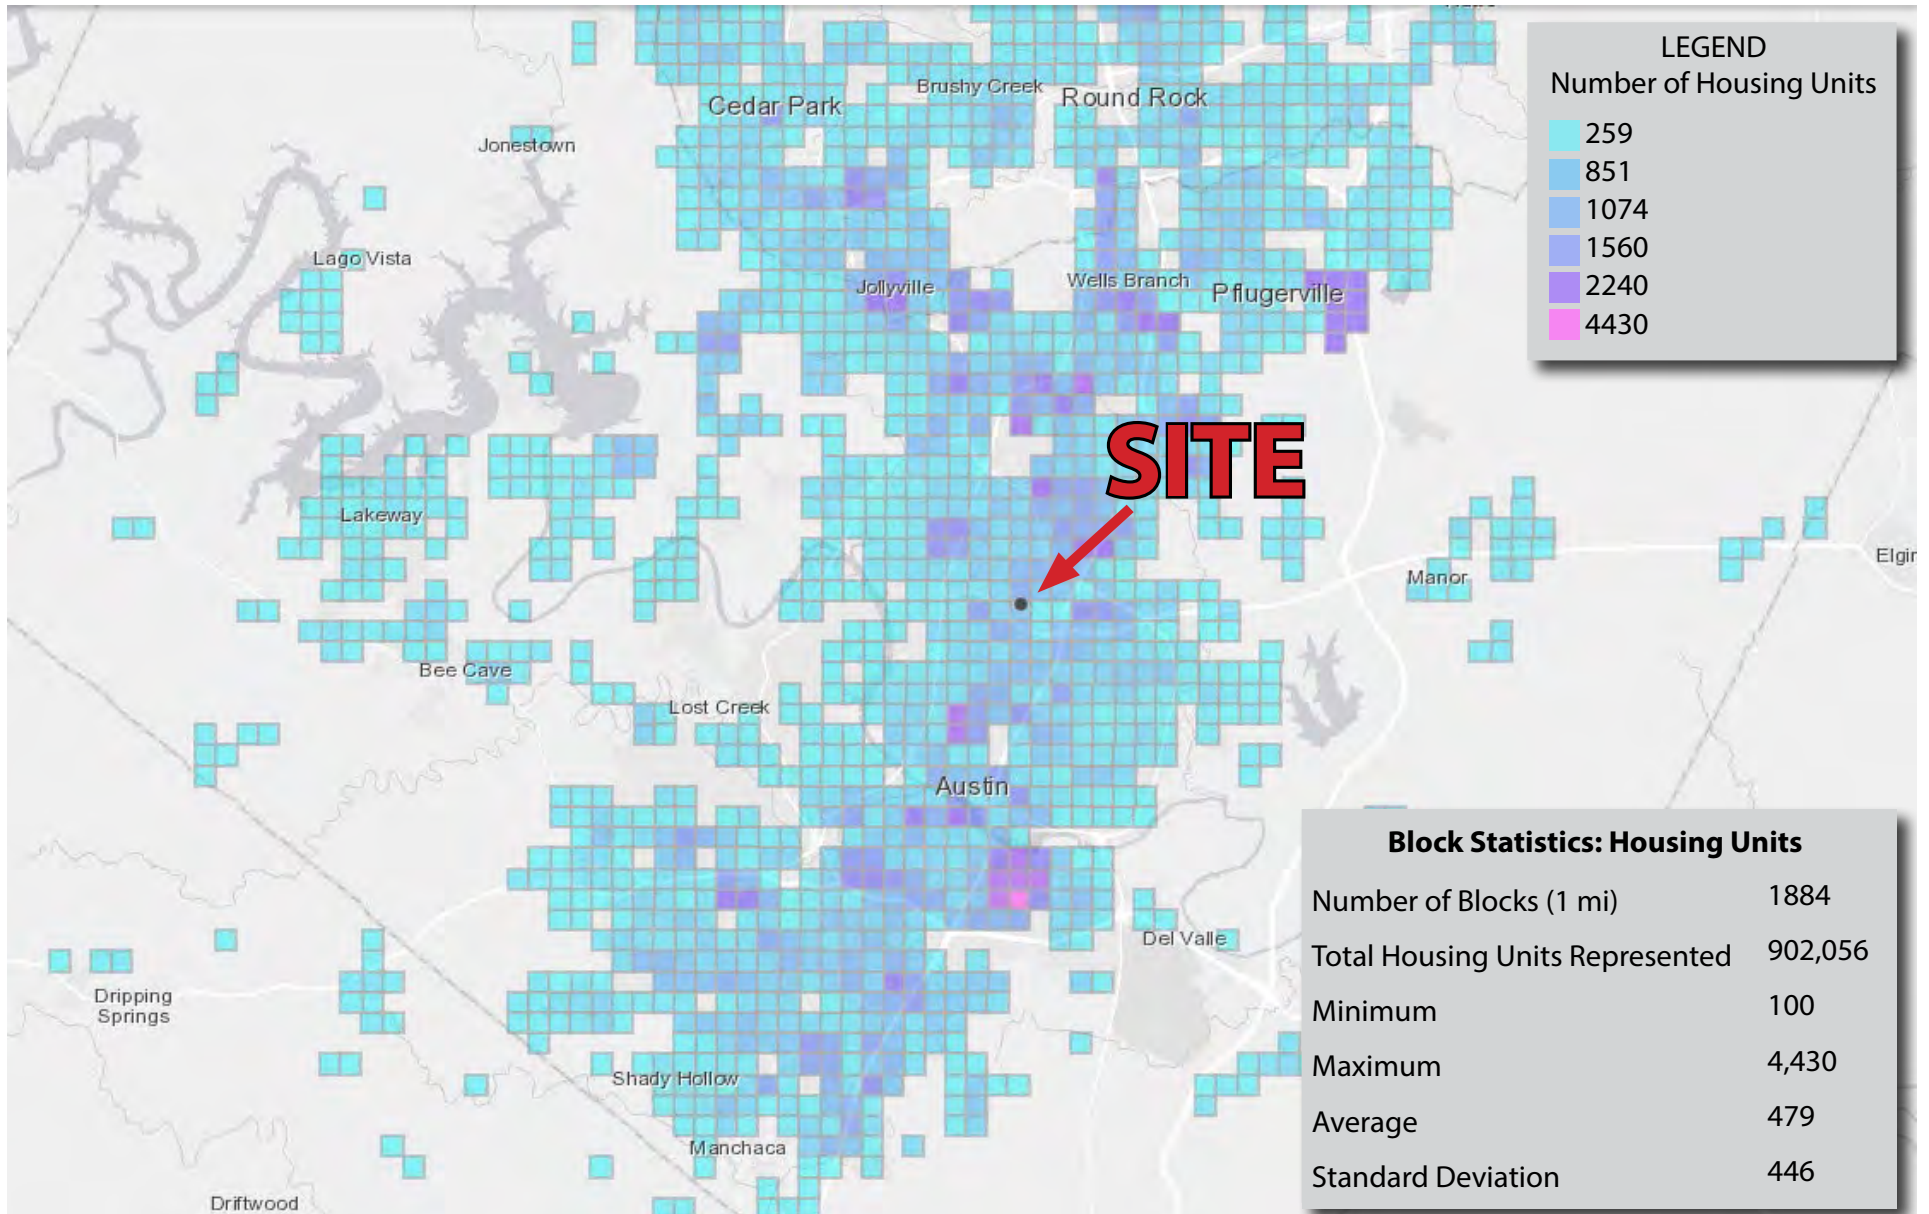 LEGEND
Number of Housing Units
259
851
1074
1560
2240
4430
Brushy Creek
Cedar Park
Round Rock
Jonestown
Lago Vista
Jollyville
Wells Branch
Pflugerville
SITE
Lakeway
Elgin
Manor
Bee Cave
Lost Creek
Austin
Del Valle
Dripping
Springs
Shady Hollow
Manchaca
Driftwood
Block Statistics: Housing Units
Number of Blocks (1 mi) 1884
Total Housing Units Represented 902,056
Minimum 100
Maximum 4,430
Average 479
Standard Deviation 446